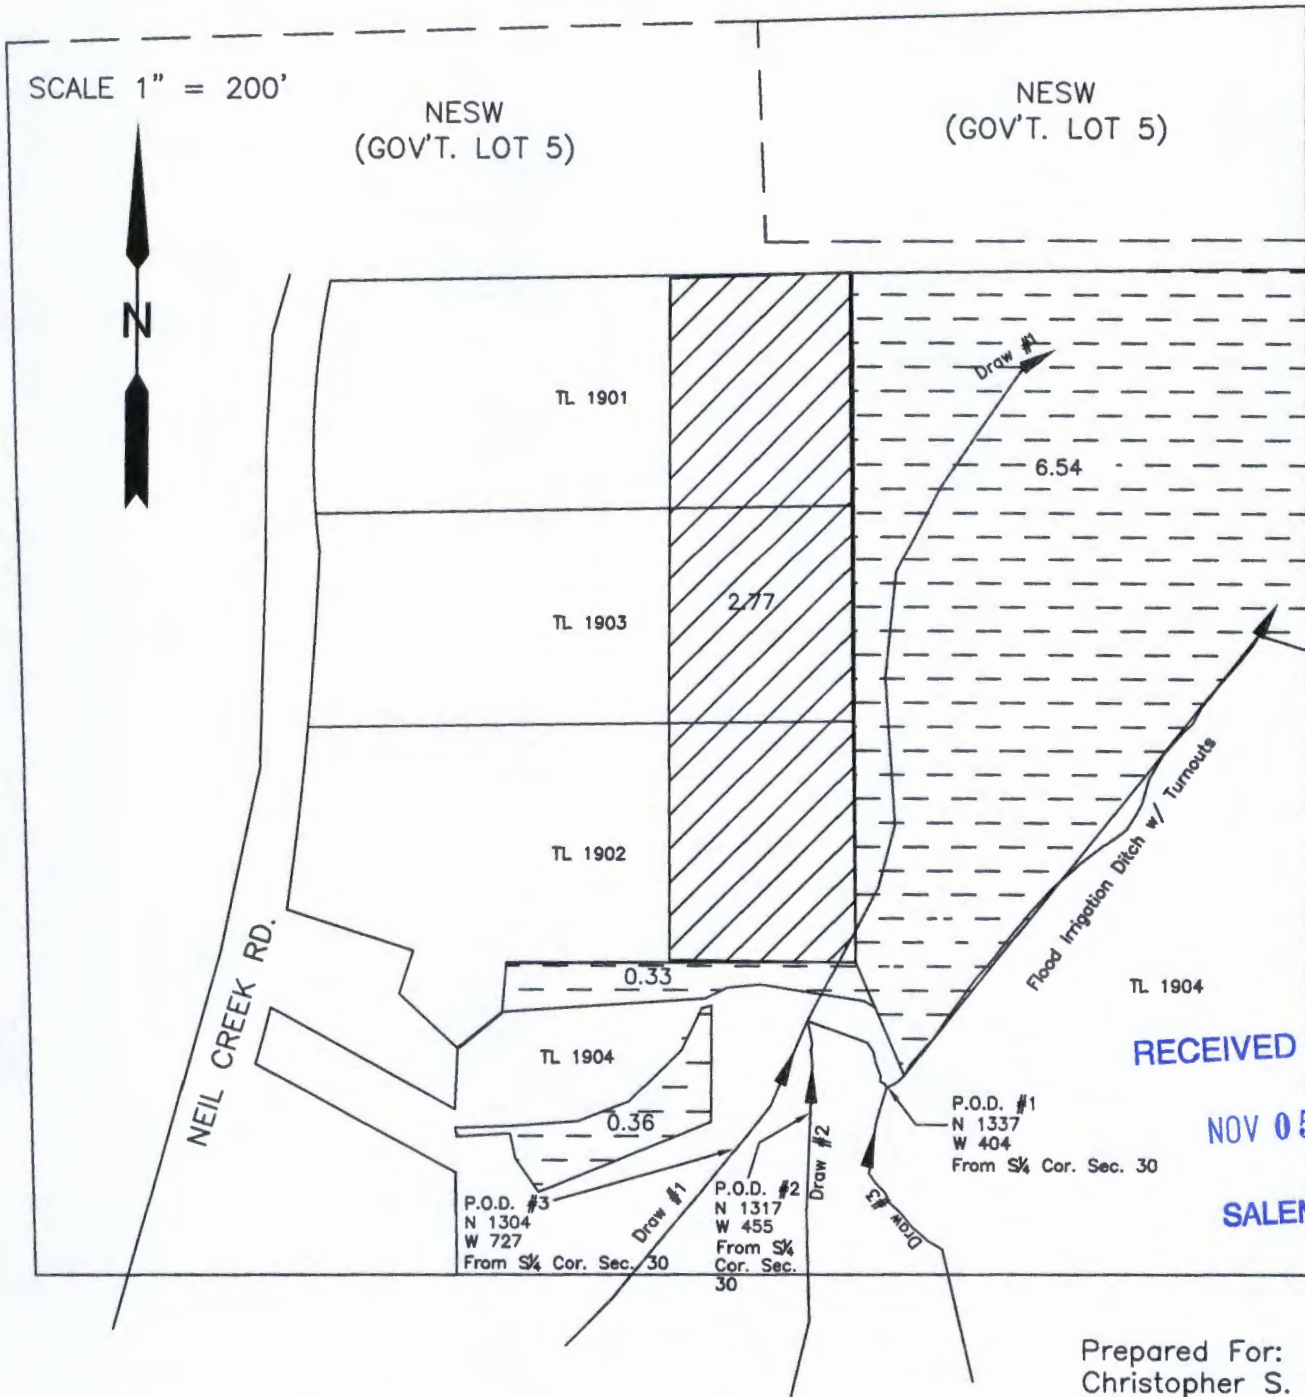 SCALE 1" = 200'
NESW
(GOV'T. LOT 5)
NESW
(GOV'T. LOT 5)
N
Draw #1
TL 1901
6.54
TL 1903
2.77
TL 1902
Flood Irrigation Ditch w/ Turnouts
NEIL CREEK RD.
0.33
TL 1904
TL 1904
RECEIVED
0.36
P.O.D. #1
N 1337
W 404
From S¼ Cor. Sec. 30
NOV 05
P.O.D. #3
N 1304
W 727
From S¼ Cor. Sec. 30
Draw #1
P.O.D. #2
N 1317
W 455
From S¼
Cor. Sec.
30
Draw #2
Draw #3
Prepared For:
Christopher S.